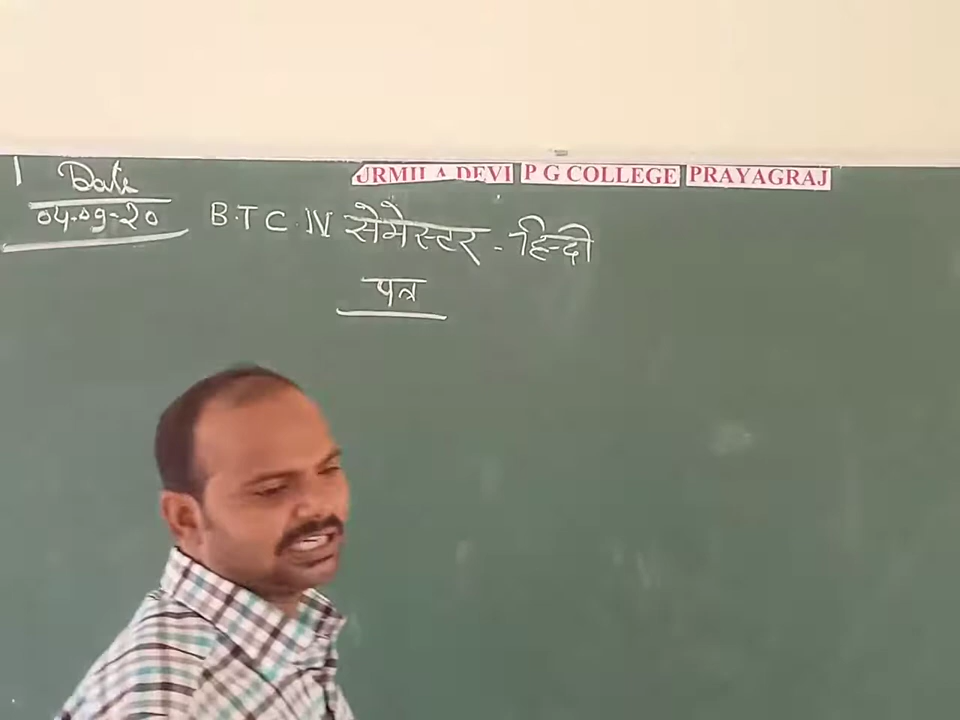 URMILA DEVI P G COLLEGE PRAYAGRAJ
Date
04-09-20
B.T C. IV सेमेस्टर - हिन्दी
पत्र